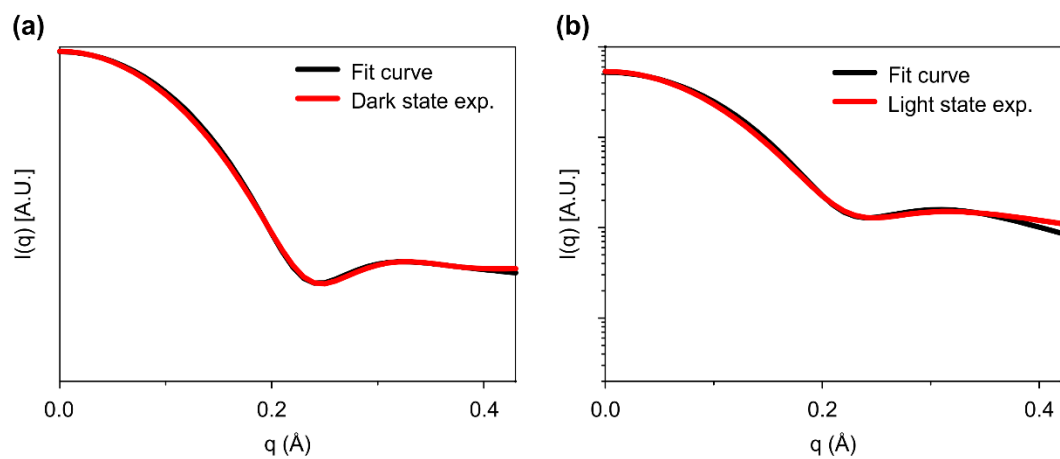 (a)
Fit curve
Dark state exp.
I(q) [A.U.]
0.0
0.2
0.4
q (Å)
(b)
Fit curve
Light state exp.
I(q) [A.U.]
0.0
0.2
0.4
q (Å)